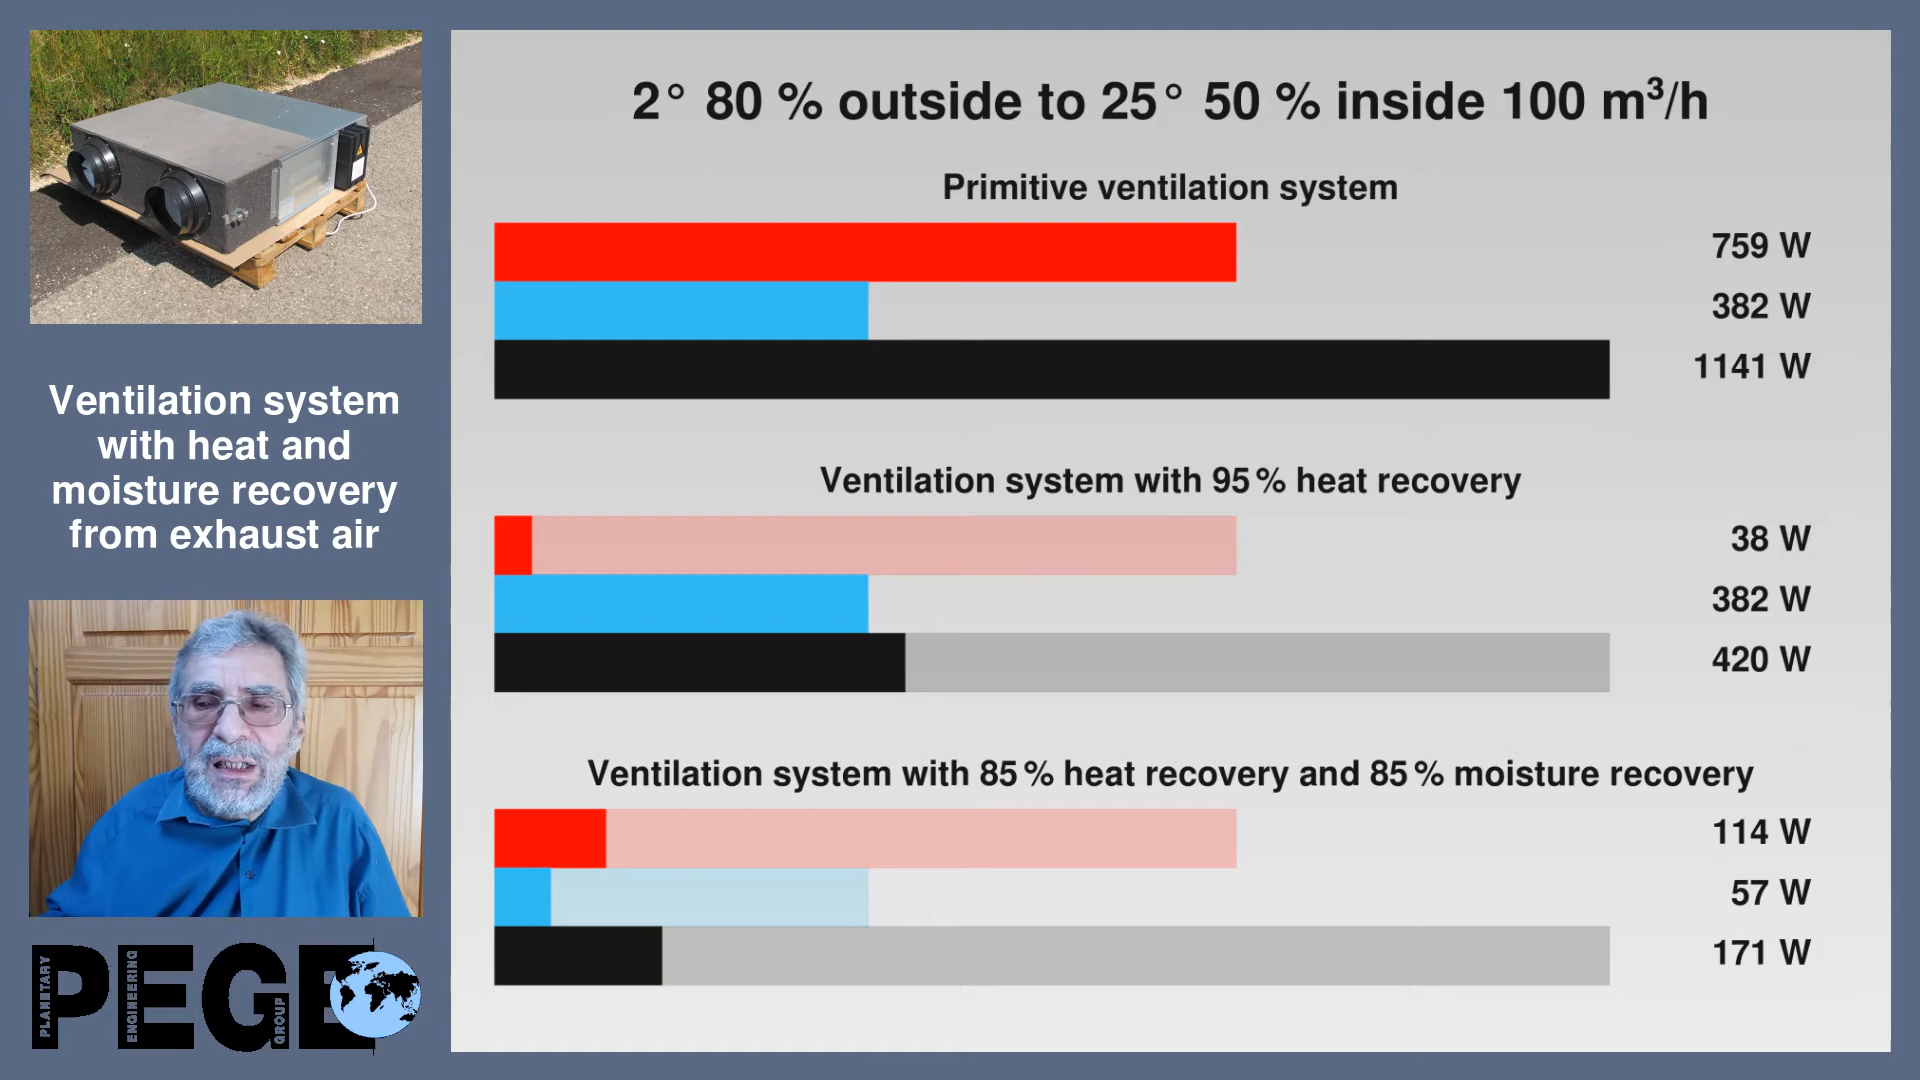 2° 80 % outside to 25° 50 % inside 100 m³/h
Primitive ventilation system
759 W
382 W
1141 W
Ventilation system with 95 % heat recovery
38 W
382 W
420 W
Ventilation system with 85 % heat recovery and 85 % moisture recovery
114 W
57 W
171 W
Ventilation system
with heat and
moisture recovery
from exhaust air
PEGE
PLANETARY
ENGINEERING
GROUP